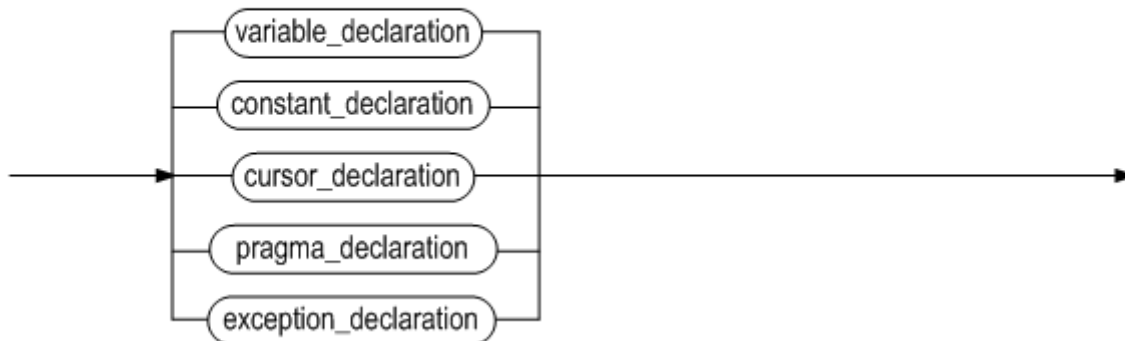 variable_declaration
constant_declaration
cursor_declaration
pragma_declaration
exception_declaration